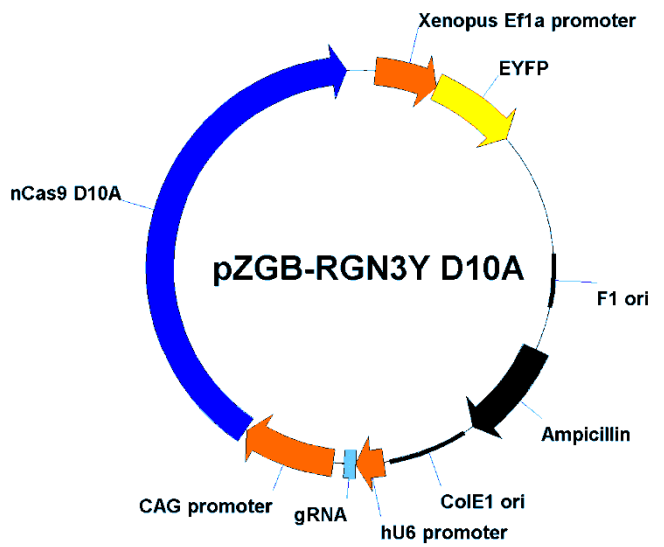 Xenopus Ef1a promoter
EYFP
nCas9 D10A
pZGB-RGN3Y D10A
F1 ori
Ampicillin
CAG promoter
gRNA
ColE1 ori
hU6 promoter